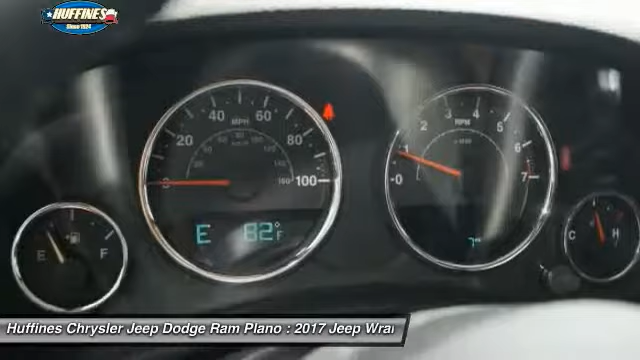 HUFFINES
Since 1924
20 40 60 80 100
MPH
0 1 2 3 4 5 6 7
RPM
E F
E 82°F
C H
Huffines Chrysler Jeep Dodge Ram Plano : 2017 Jeep Wra